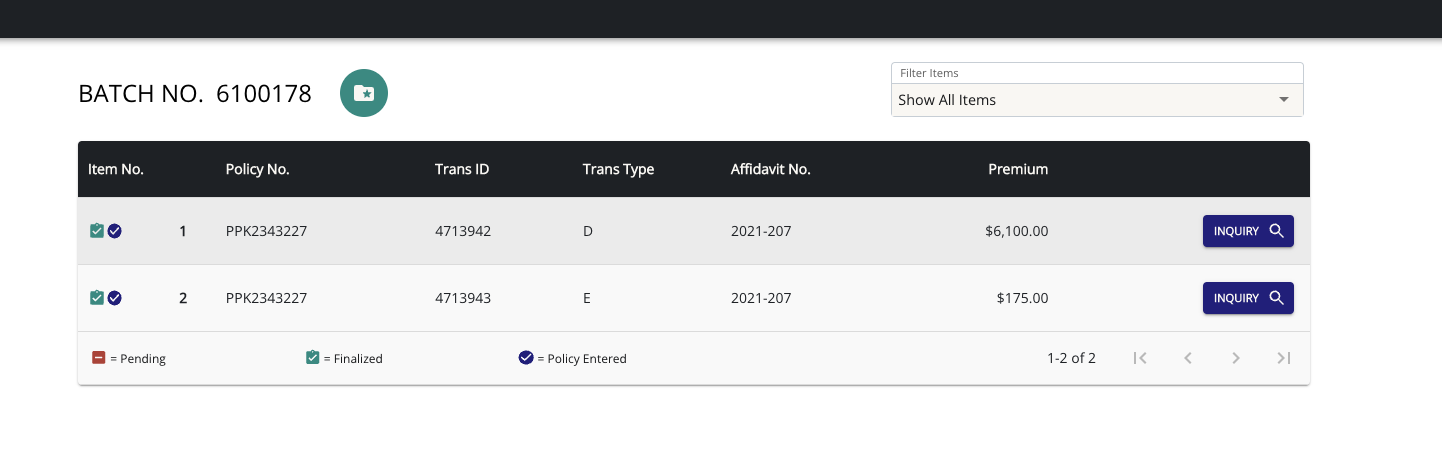 BATCH NO. 6100178
Filter Items
Show All Items
Item No. Policy No. Trans ID Trans Type Affidavit No. Premium
1 PPK2343227 4713942 D 2021-207 $6,100.00 INQUIRY
2 PPK2343227 4713943 E 2021-207 $175.00 INQUIRY
= Pending = Finalized = Policy Entered 1-2 of 2